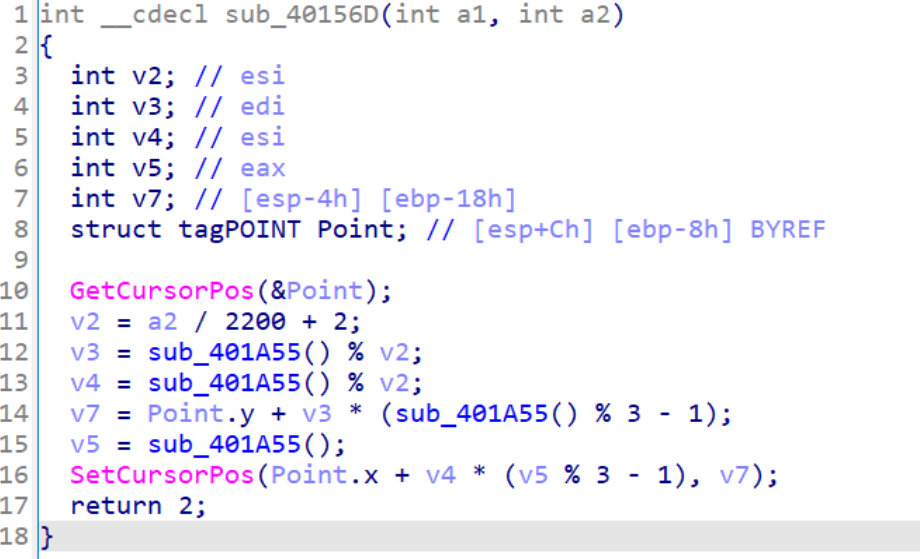 1 int __cdecl sub_40156D(int a1, int a2)
2 {
3   int v2; // esi
4   int v3; // edi
5   int v4; // esi
6   int v5; // eax
7   int v7; // [esp-4h] [ebp-18h]
8   struct tagPOINT Point; // [esp+Ch] [ebp-8h] BYREF
9
10   GetCursorPos(&Point);
11   v2 = a2 / 2200 + 2;
12   v3 = sub_401A55() % v2;
13   v4 = sub_401A55() % v2;
14   v7 = Point.y + v3 * (sub_401A55() % 3 - 1);
15   v5 = sub_401A55();
16   SetCursorPos(Point.x + v4 * (v5 % 3 - 1), v7);
17   return 2;
18 }